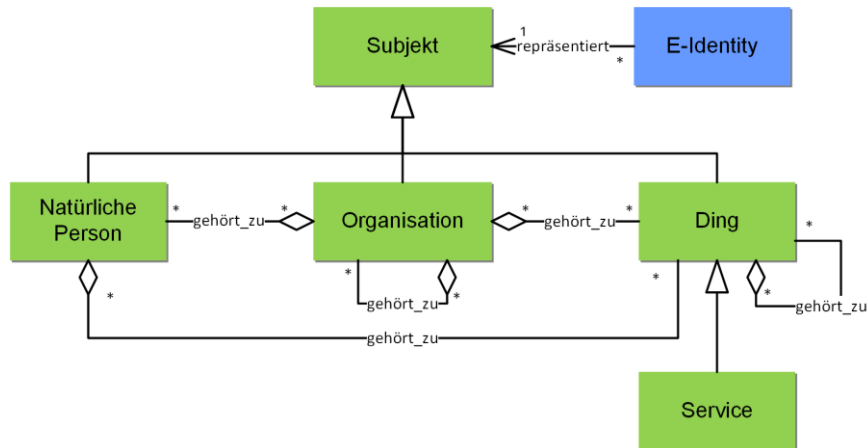 Subjekt
1
repräsentiert
*
E-Identity
Natürliche
Person
*
gehört_zu
*
Organisation
*
gehört_zu
*
Ding
*
*
gehört_zu
*
*
gehört_zu
*
*
*
gehört_zu
Service